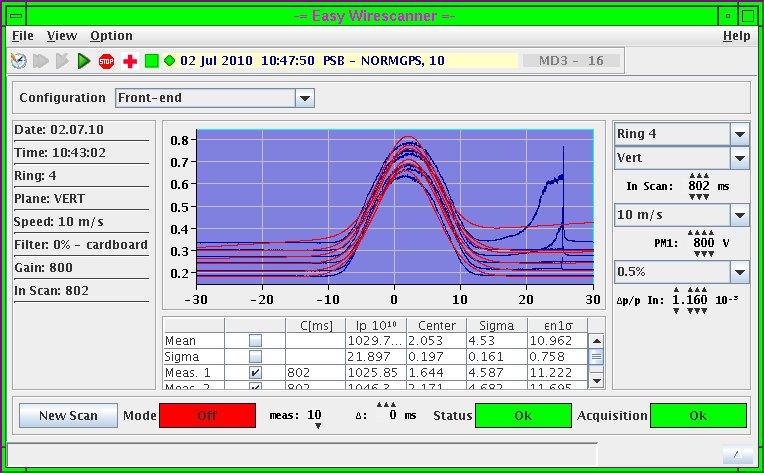 -= Easy Wirescanner =-
File View Option Help
STOP 02 Jul 2010 10:47:50 PSB - NORMGPS, 10 MD3 - 16
Configuration Front-end
Date: 02.07.10
Time: 10:43:02
Ring: 4
Plane: VERT
Speed: 10 m/s
Filter: 0% - cardboard
Gain: 800
In Scan: 802
0.8
0.7
0.6
0.5
0.4
0.3
0.2
-30 -20 -10 0 10 20 30
C[ms] Ip 10¹⁰ Center Sigma εn1σ
Mean 1029.7... 2.053 4.53 10.962
Sigma 21.897 0.197 0.161 0.758
Meas. 1 802 1025.85 1.644 4.587 11.222
Meas. 2 802 1046.3 2.171 4.682 11.695
Ring 4
Vert
In Scan: 802 ms
10 m/s
PM1: 800 V
0.5%
Δp/p In: 1.160
New Scan Mode Off meas: 10 Δ: 0 ms Status Ok Acquisition Ok